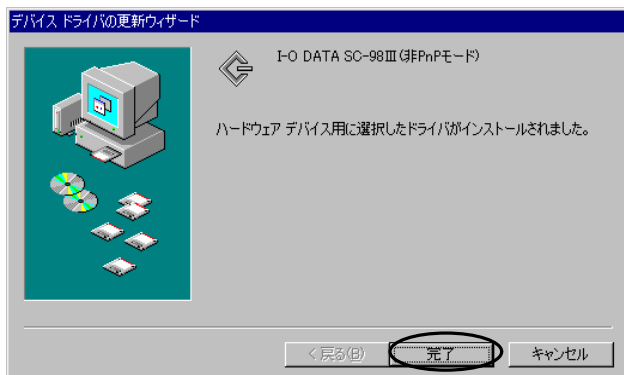 デバイス ドライバの更新ウィザード
I-O DATA SC-98Ⅲ(非PnPモード)
ハードウェア デバイス用に選択したドライバがインストールされました。
< 戻る(B) 完了 キャンセル